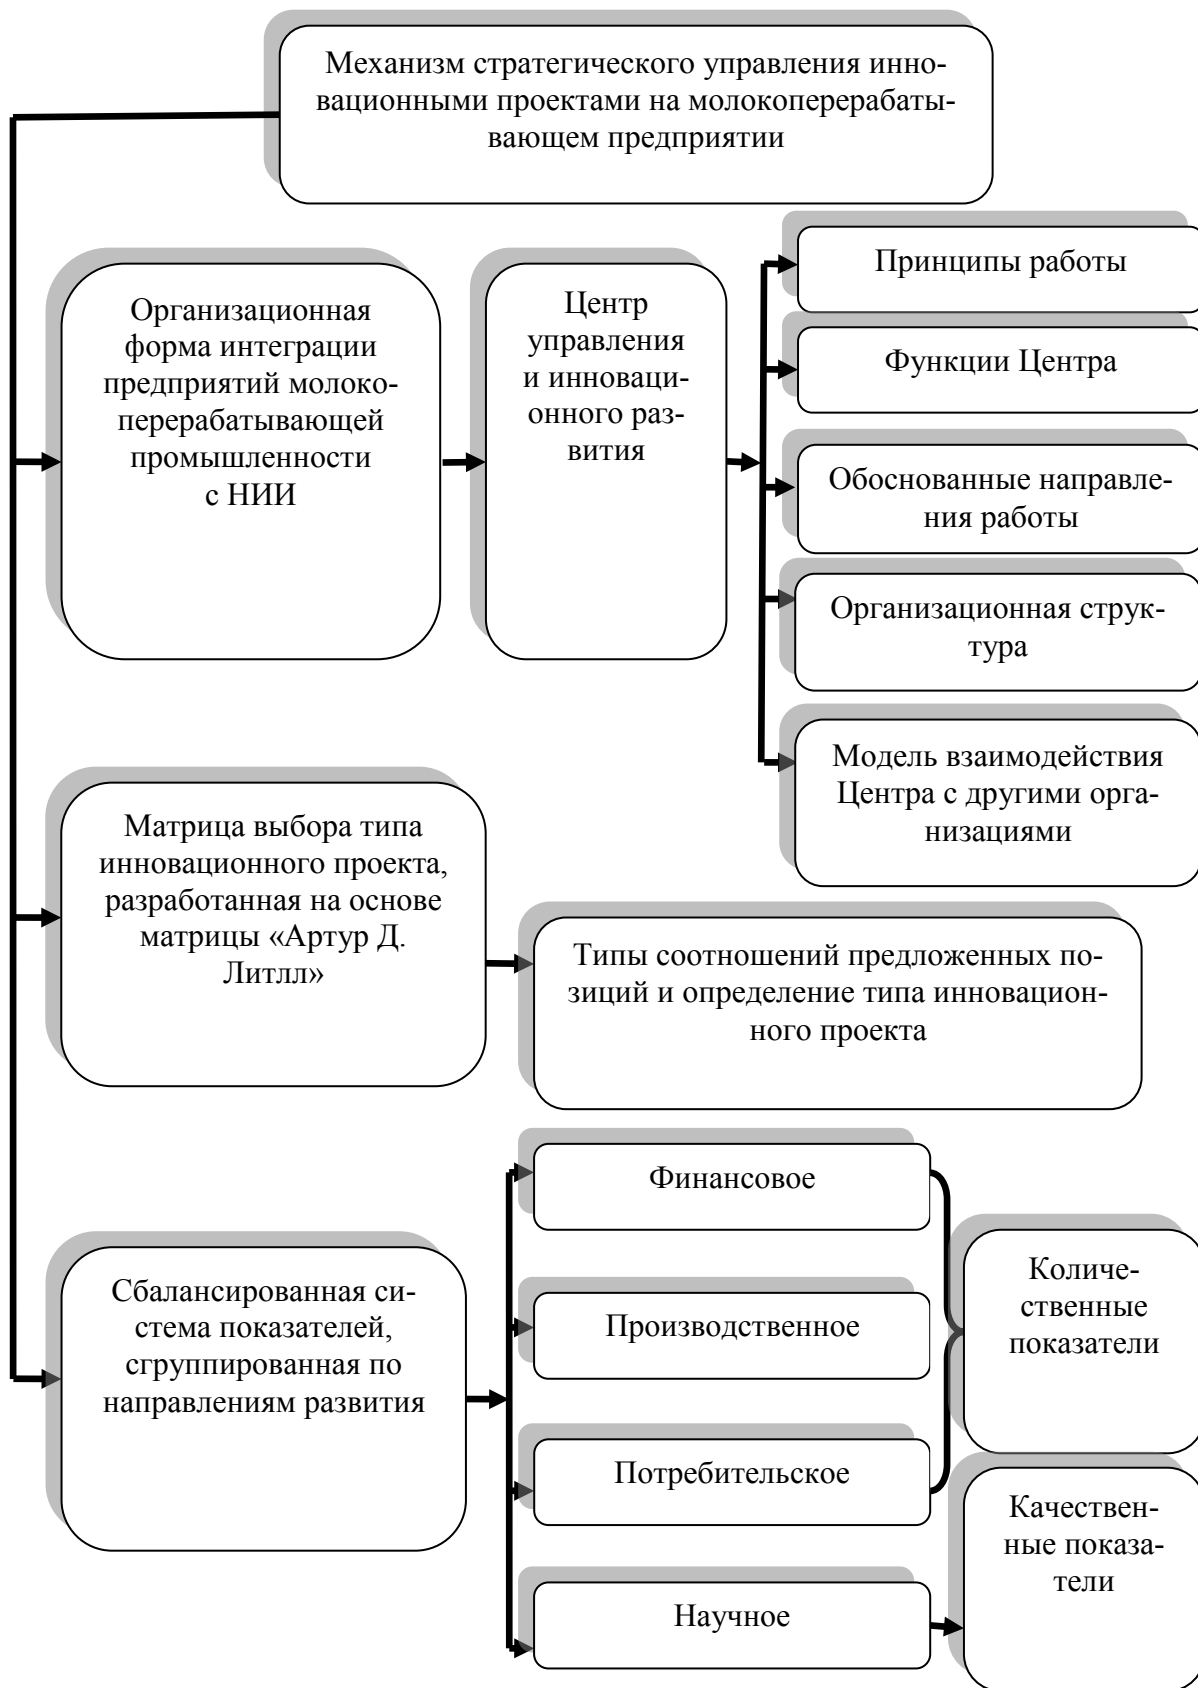 Механизм стратегического управления инно-
вационными проектами на молокоперерабаты-
вающем предприятии
Организационная
форма интеграции
предприятий молоко-
перерабатывающей
промышленности
с НИИ
Центр
управления
и инноваци-
онного раз-
вития
Принципы работы
Функции Центра
Обоснованные направле-
ния работы
Организационная струк-
тура
Модель взаимодействия
Центра с другими орга-
низациями
Матрица выбора типа
инновационного проекта,
разработанная на основе
матрицы «Артур Д.
Литлл»
Типы соотношений предложенных по-
зиций и определение типа инновацион-
ного проекта
Сбалансированная си-
стема показателей,
сгруппированная по
направлениям развития
Финансовое
Производственное
Потребительское
Научное
Количе-
ственные
показатели
Качествен-
ные показа-
тели